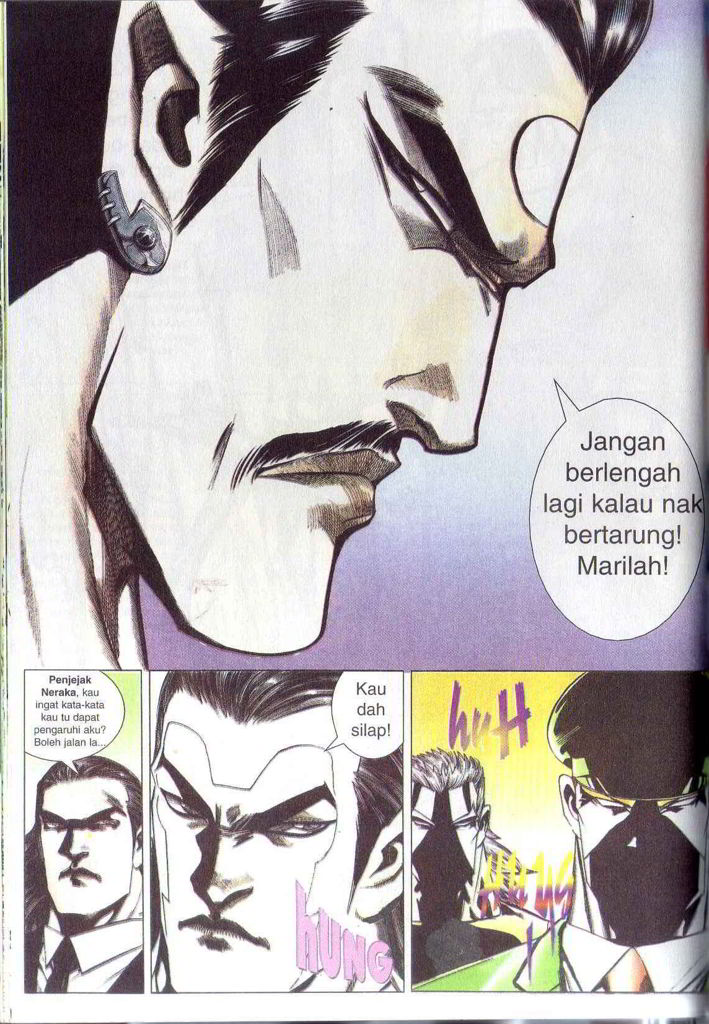 Jangan
berlengah
lagi kalau nak
bertarung!
Marilah!
Penjejak
Neraka, kau
ingat kata-kata
kau tu dapat
pengaruhi aku?
Boleh jalan la...
Kau
dah
silap!
hUNG
huH